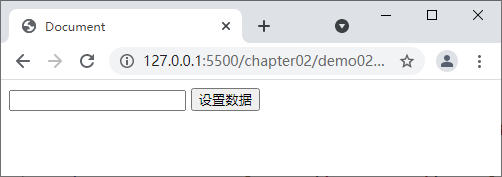 Document
127.0.0.1:5500/chapter02/demo02...
设置数据